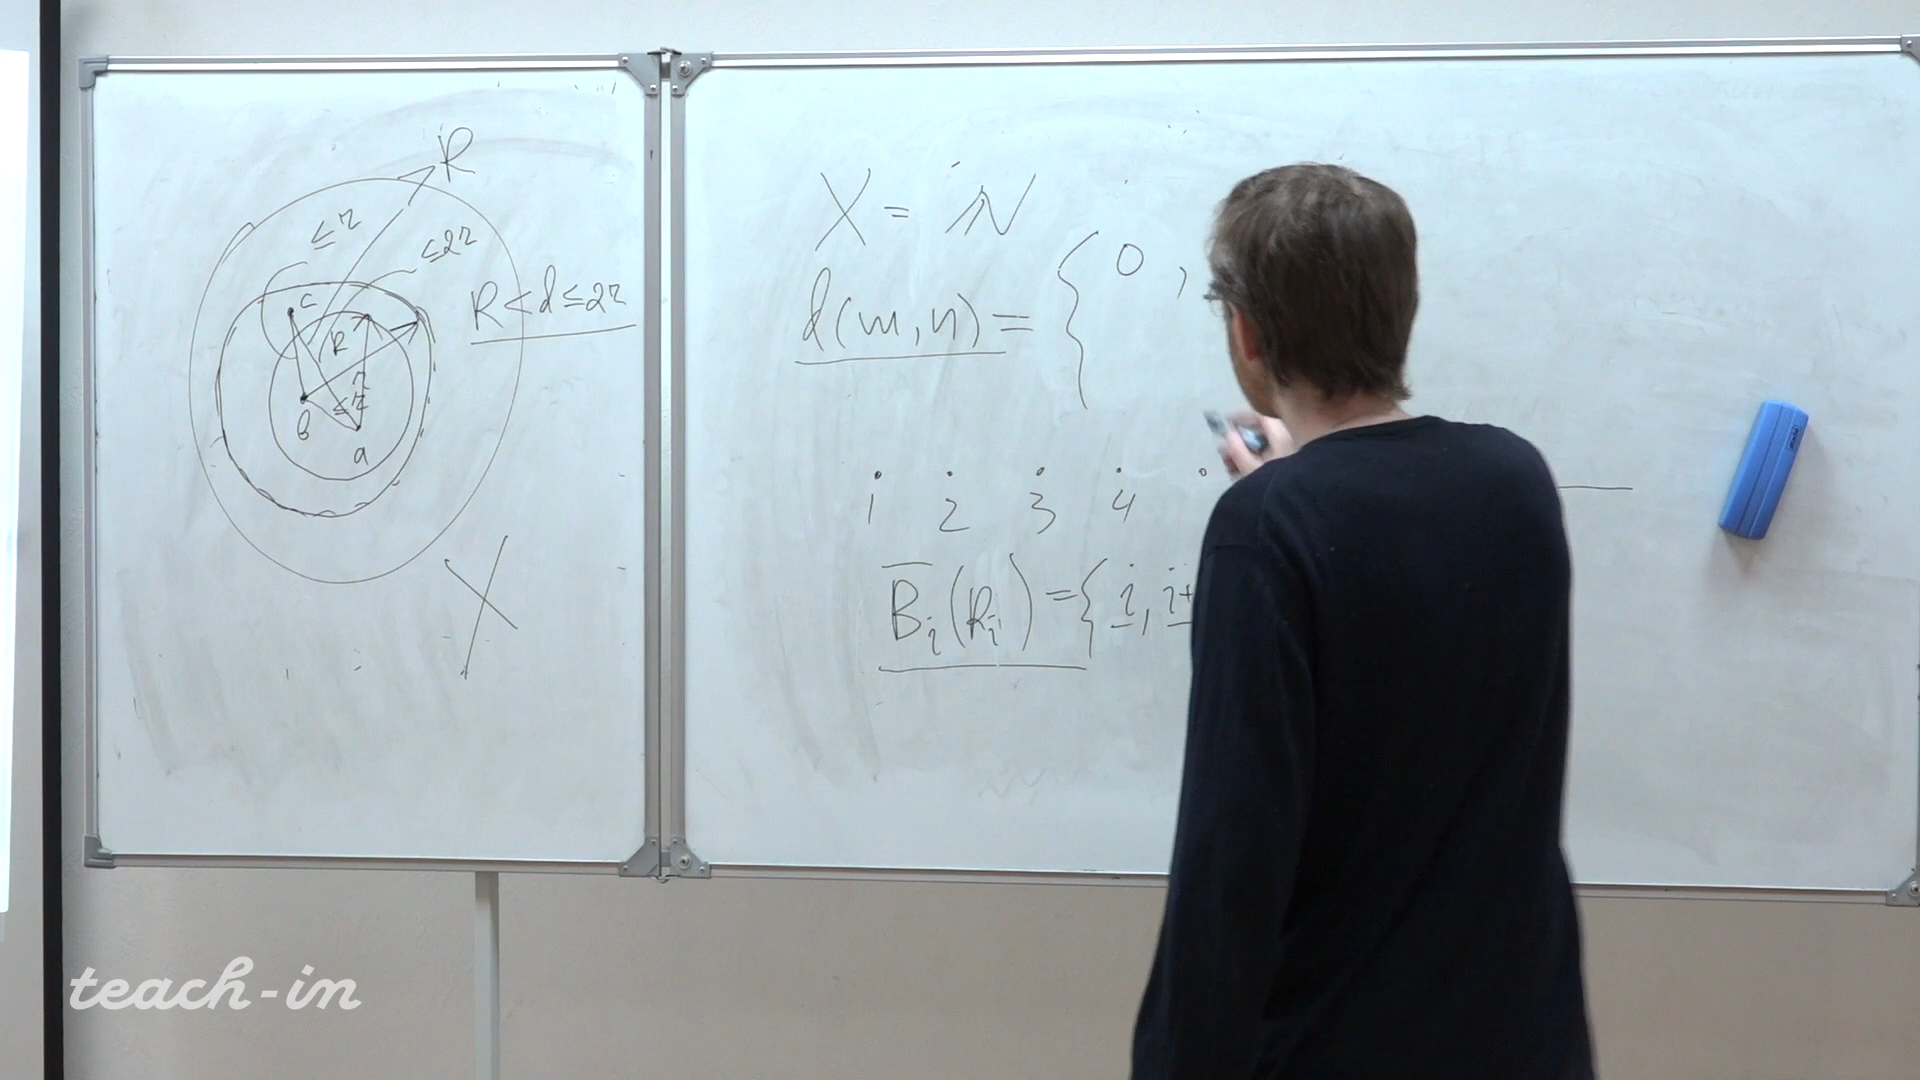 R
≤ r
≤ 2r
R < d ≤ 2r
C
R
r
≤ r
B
a
X
X = ℕ
d(m, n) = { 0 ,
1 2 3 4
B̅ᵢ(Rᵢ) = { i, i+
teach-in